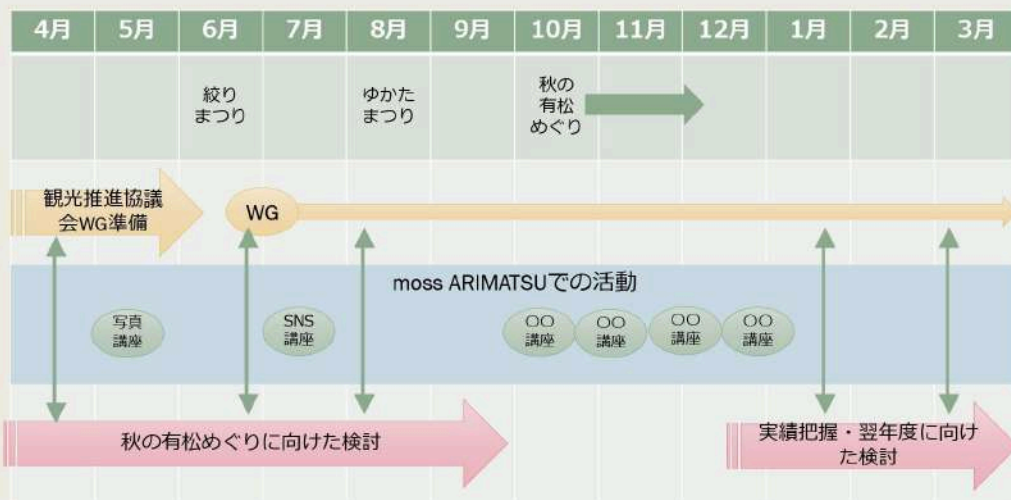 4月 5月 6月 7月 8月 9月 10月 11月 12月 1月 2月 3月
絞り
まつり
ゆかた
まつり
秋の
有松
めぐり
観光推進協議
会WG準備
WG
moss ARIMATSUでの活動
写真
講座
SNS
講座
〇〇
講座
〇〇
講座
〇〇
講座
〇〇
講座
秋の有松めぐりに向けた検討
実績把握・翌年度に向け
た検討